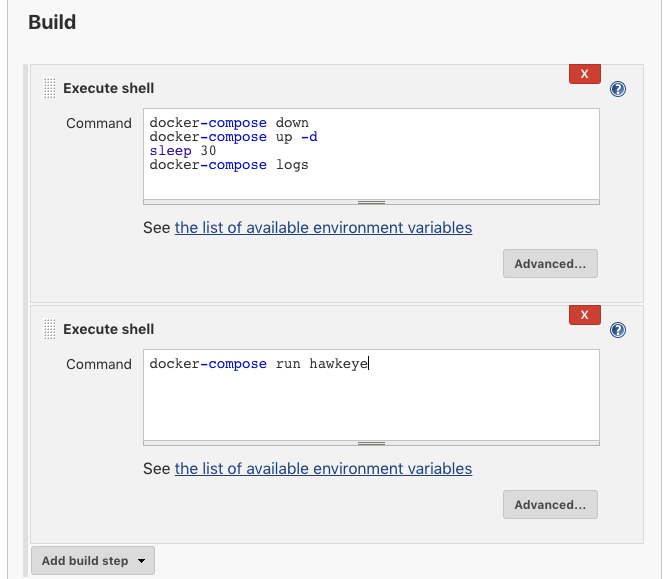 Build
X
Execute shell
?
Command
docker-compose down
docker-compose up -d
sleep 30
docker-compose logs
See the list of available environment variables
Advanced...
X
Execute shell
?
Command
docker-compose run hawkeye
See the list of available environment variables
Advanced...
Add build step